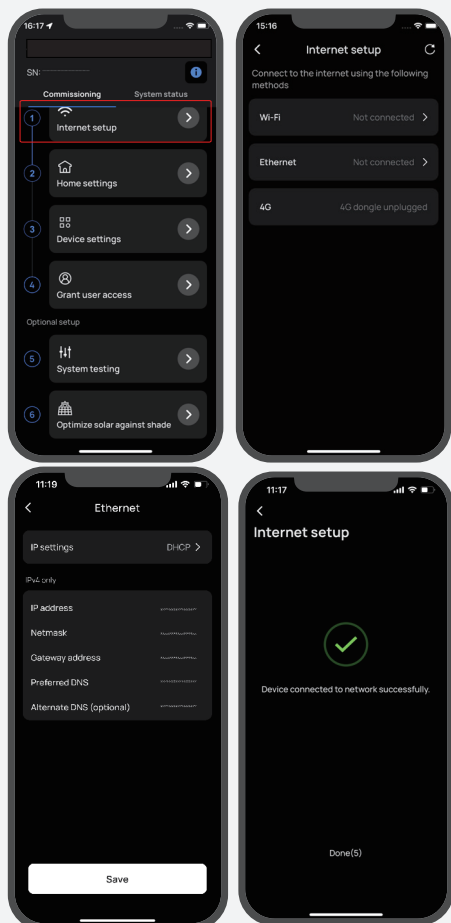 16:17
SN:
Commissioning System status
1
Internet setup
2
Home settings
3
Device settings
4
Grant user access
Optional setup
5
System testing
6
Optimize solar against shade
15:16
Internet setup
Connect to the internet using the following
methods
Wi-Fi Not connected
Ethernet Not connected
4G 4G dongle unplugged
11:19
Ethernet
IP settings DHCP
IPv4 only
IP address
Netmask
Gateway address
Preferred DNS
Alternate DNS (optional)
Save
11:17
Internet setup
Device connected to network successfully.
Done(5)